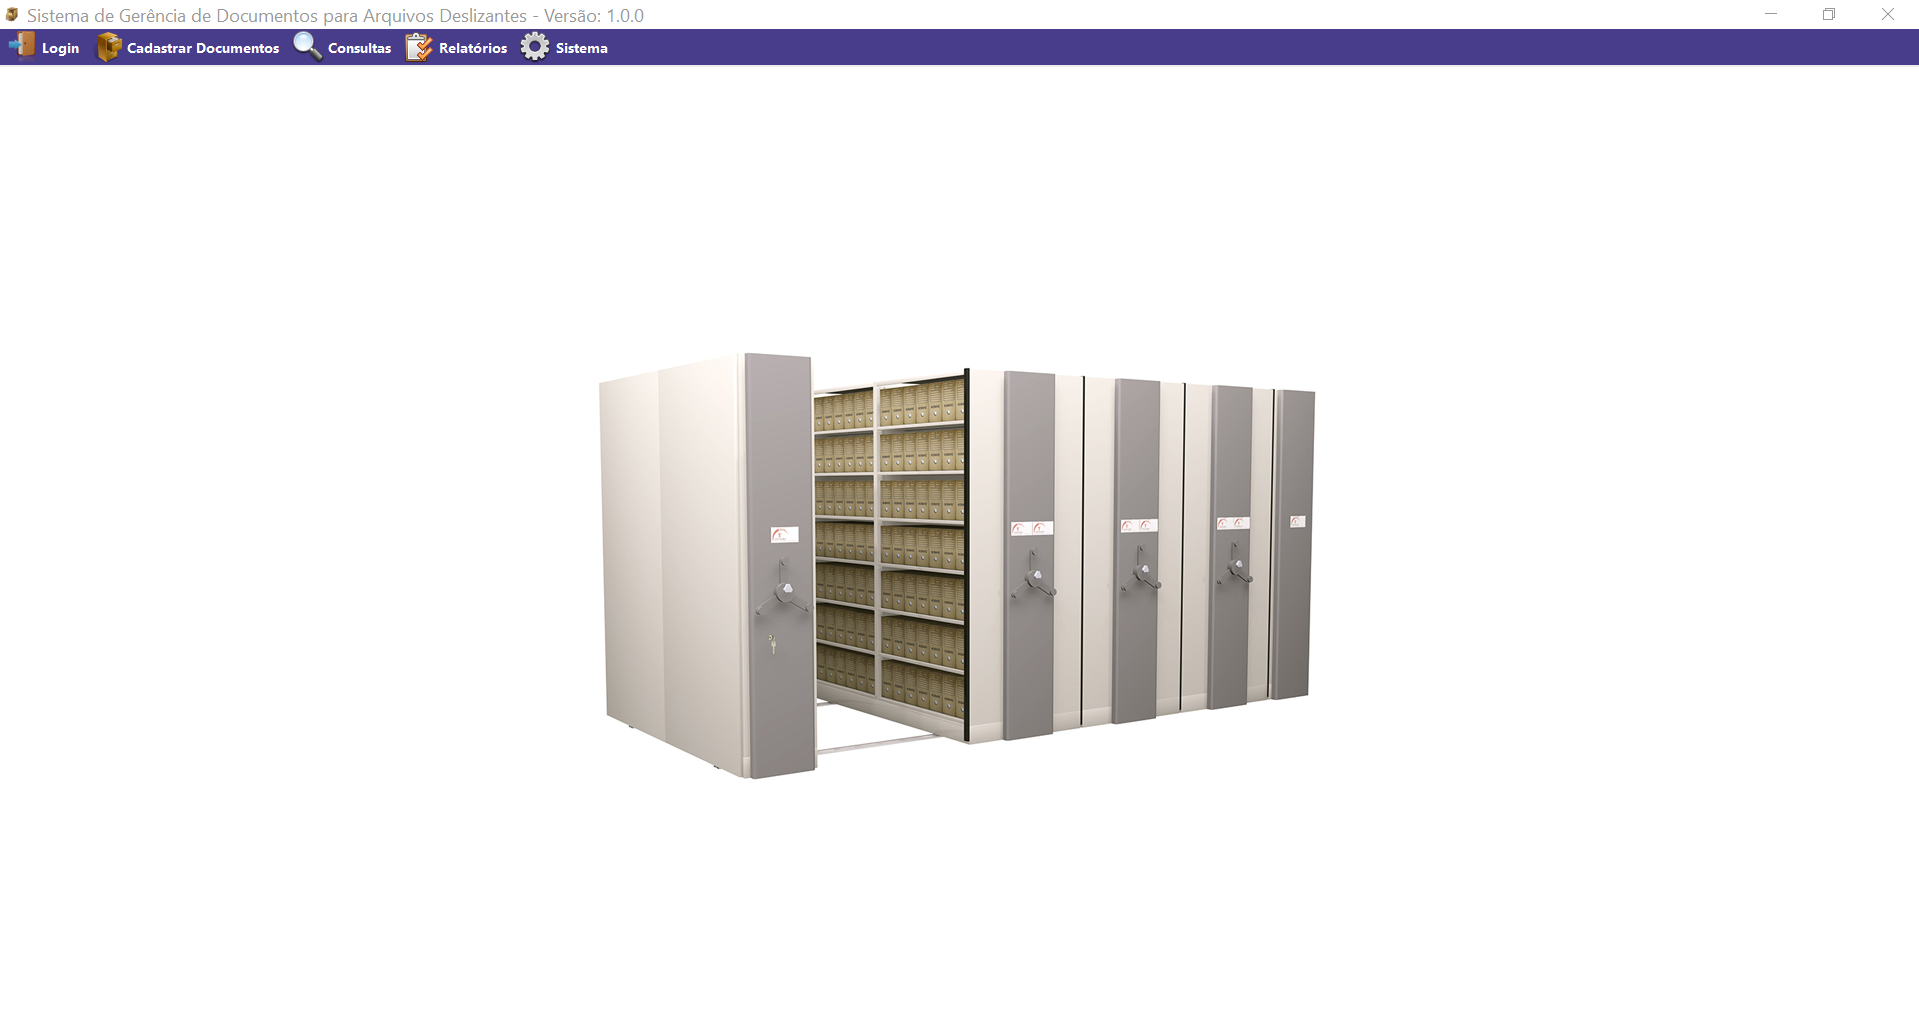 Sistema de Gerência de Documentos para Arquivos Deslizantes - Versão: 1.0.0
Login Cadastrar Documentos Consultas Relatórios Sistema